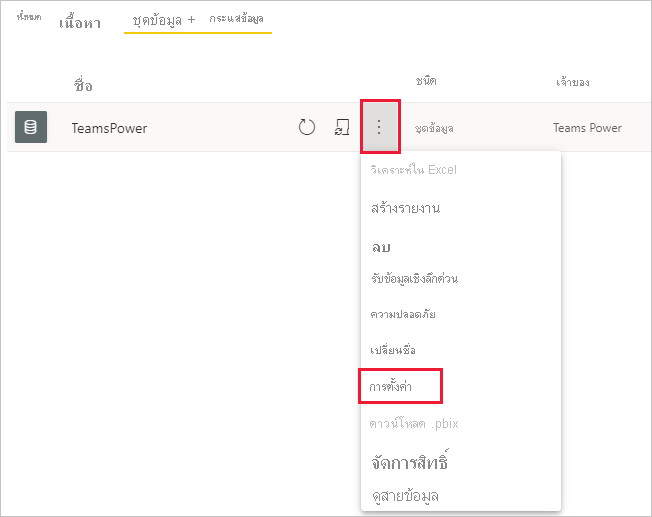 ทั้งหมด เนื้อหา ชุดข้อมูล + กระแสข้อมูล
ชื่อ ชนิด เจ้าของ
TeamsPower ชุดข้อมูล Teams Power
วิเคราะห์ใน Excel
สร้างรายงาน
ลบ
รับข้อมูลเชิงลึกด่วน
ความปลอดภัย
เปลี่ยนชื่อ
การตั้งค่า
ดาวน์โหลด .pbix
จัดการสิทธิ์
ดูสายข้อมูล